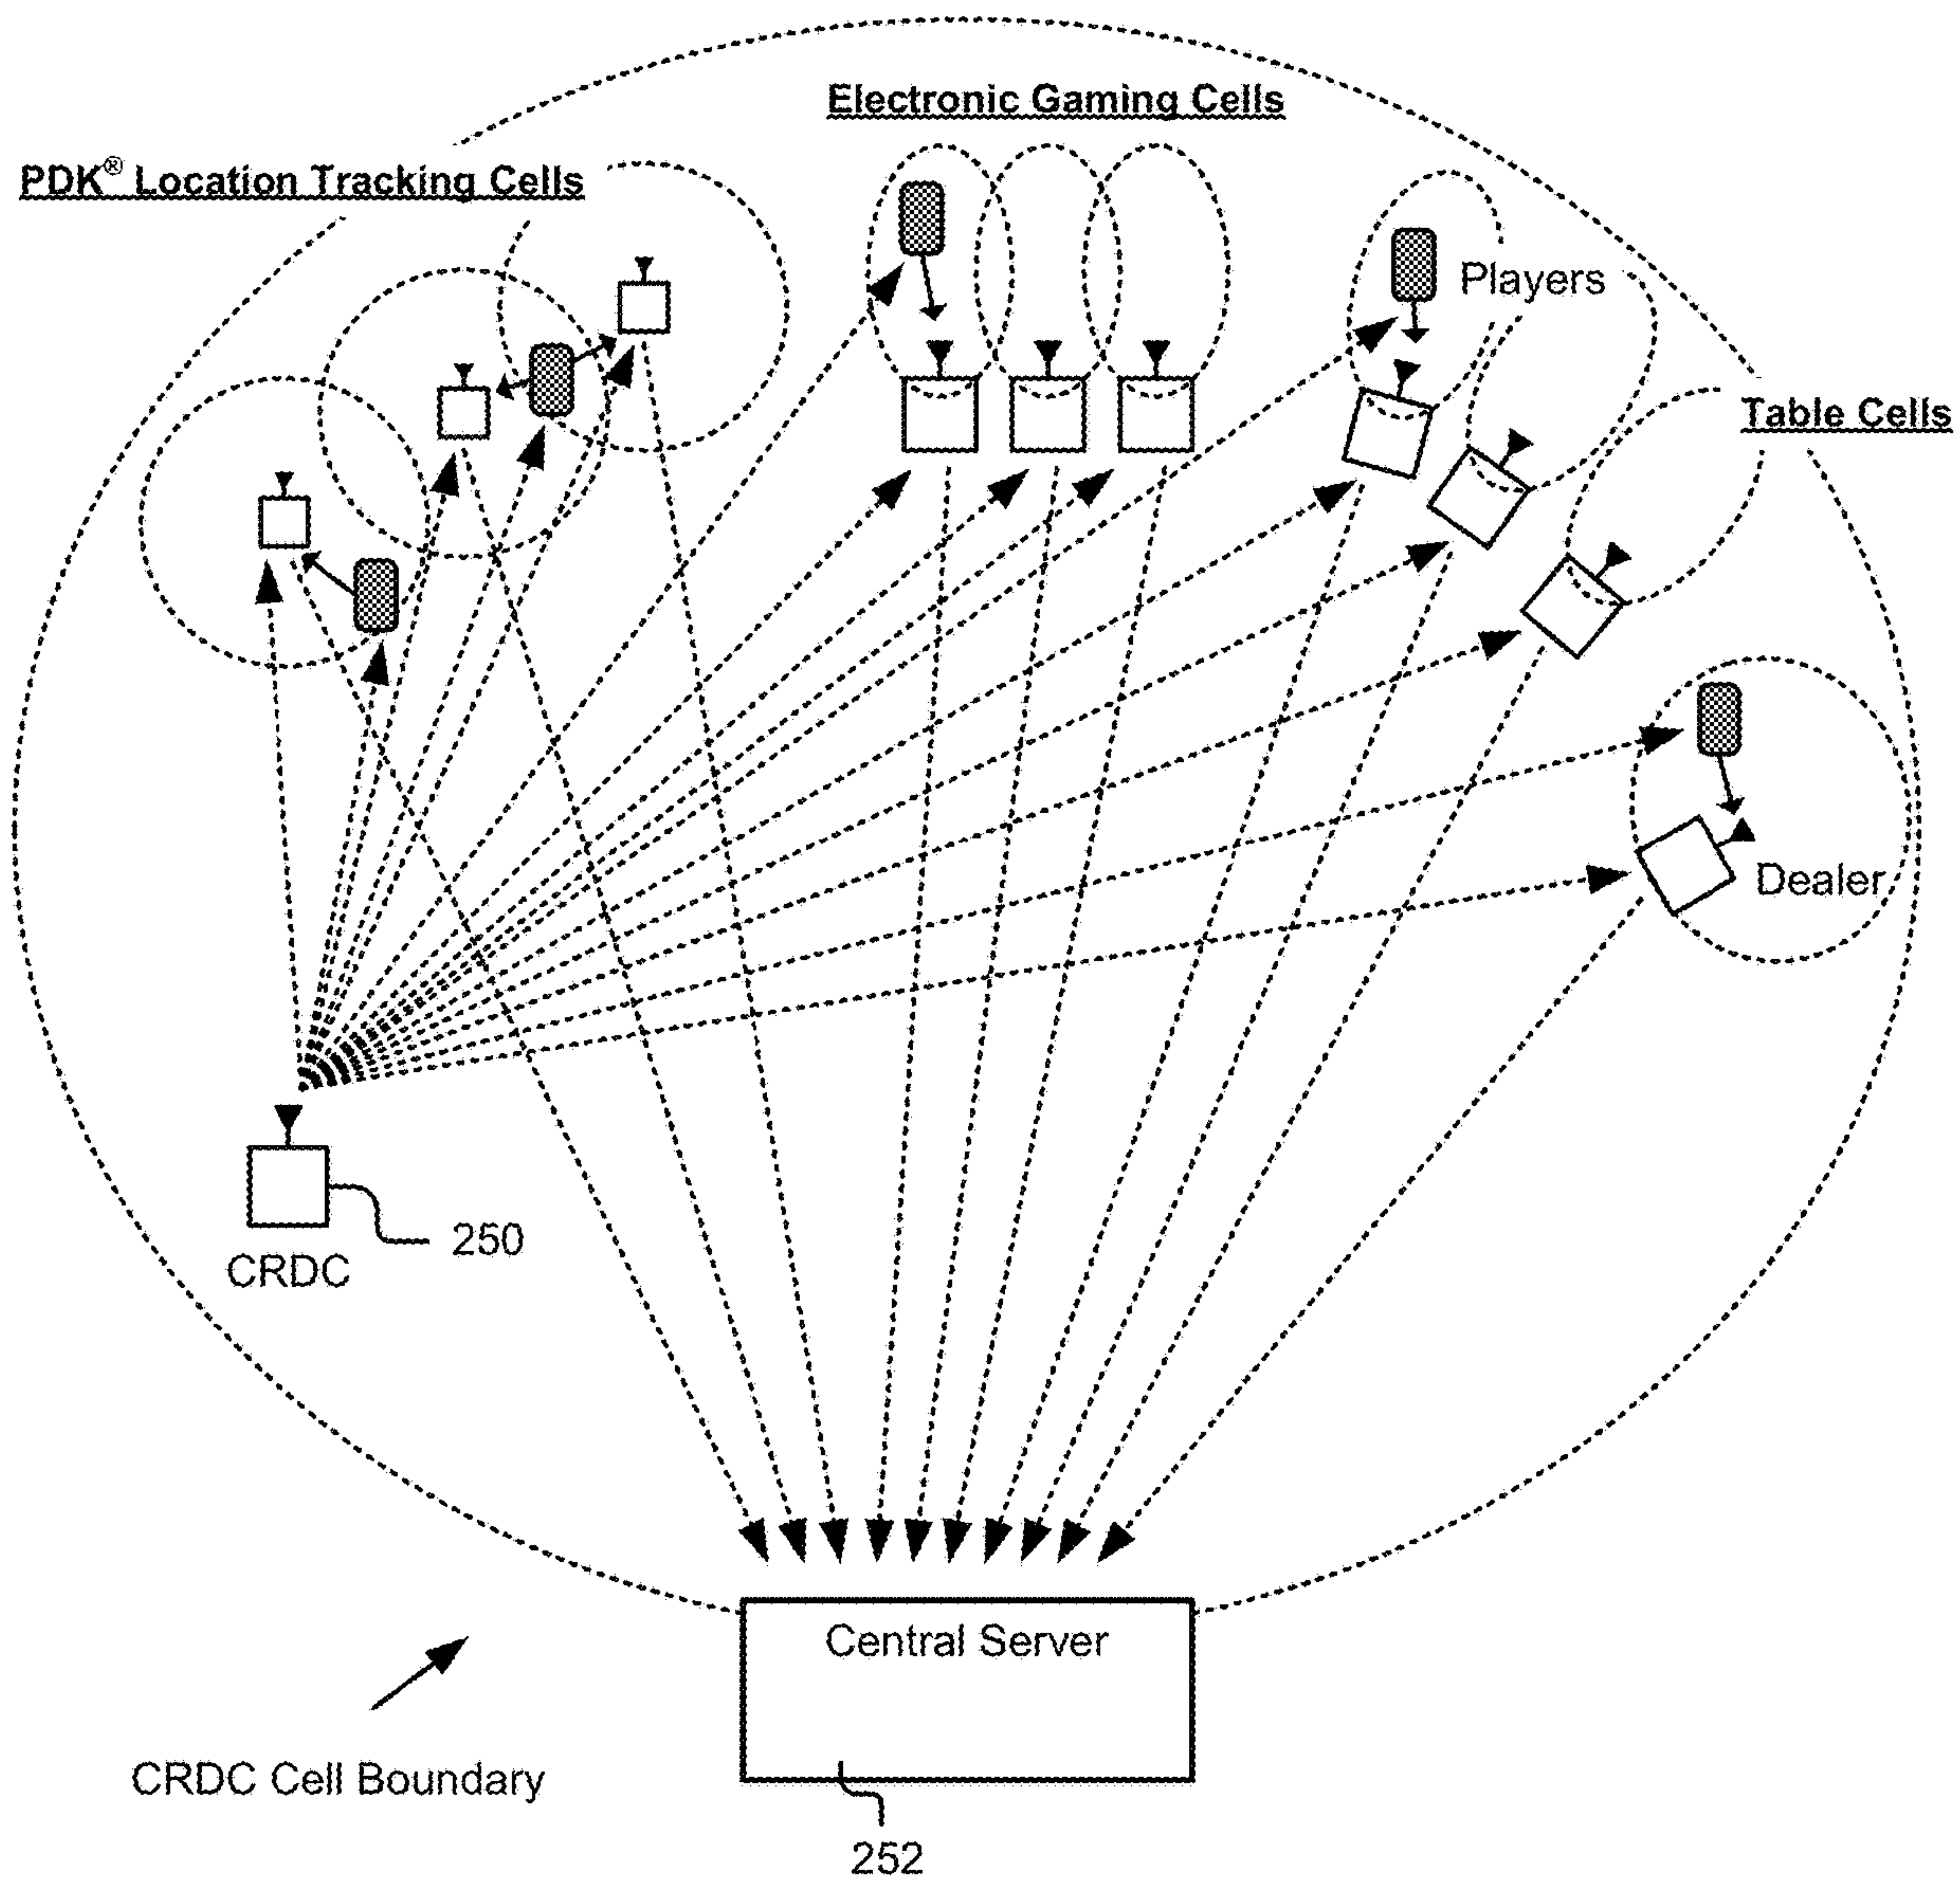 Electronic Gaming Cells
PDK® Location Tracking Cells
Players
Table Cells
Dealer
250
CRDC
Central Server
CRDC Cell Boundary
252